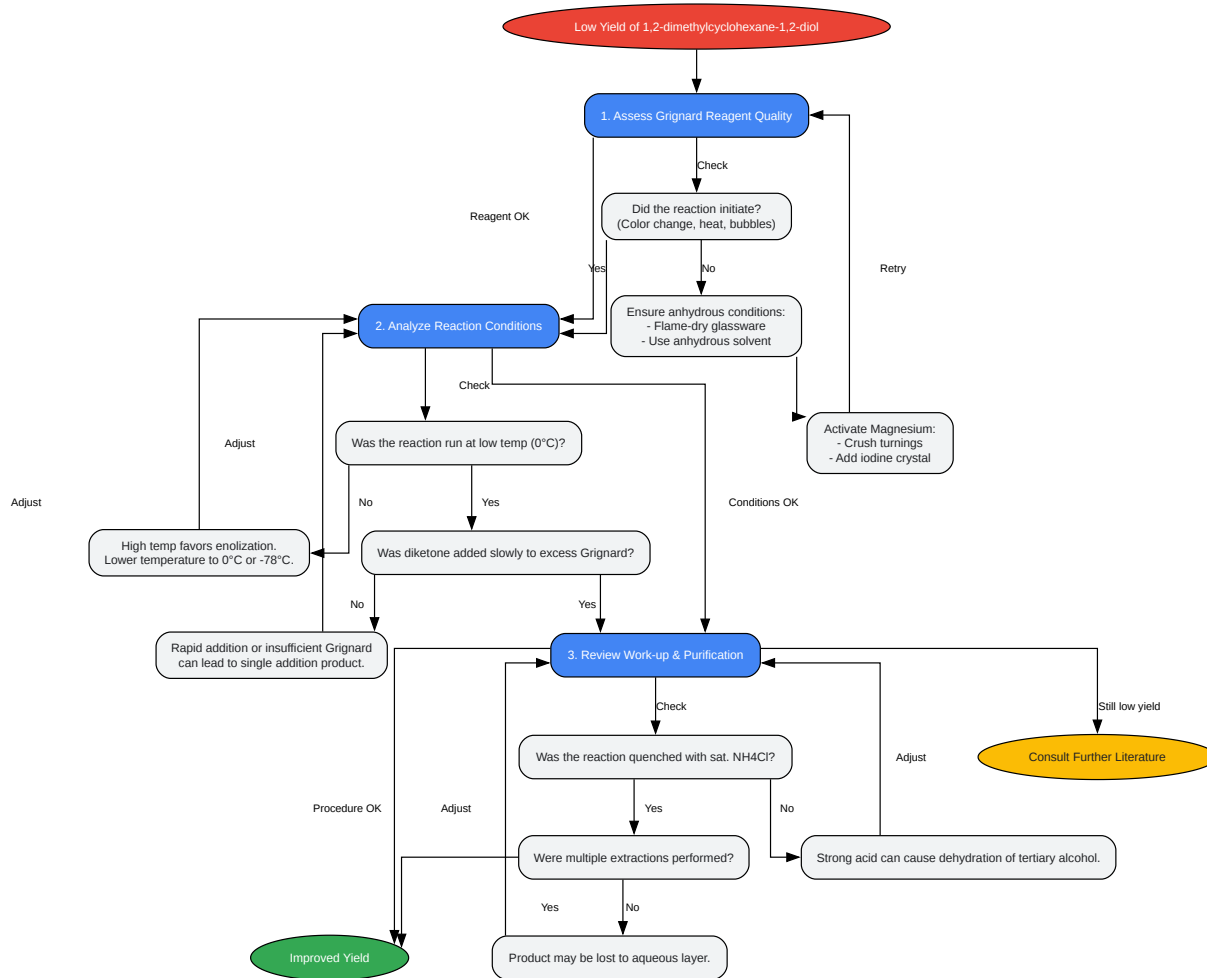 Low Yield of 1,2-dimethylcyclohexane-1,2-diol
1. Assess Grignard Reagent Quality
Check
Did the reaction initiate?
(Color change, heat, bubbles)
Reagent OK
Yes
No
Retry
Ensure anhydrous conditions:
- Flame-dry glassware
- Use anhydrous solvent
2. Analyze Reaction Conditions
Check
Activate Magnesium:
- Crush turnings
- Add iodine crystal
Was the reaction run at low temp (0°C)?
Adjust
Adjust
No
Yes
Conditions OK
High temp favors enolization.
Lower temperature to 0°C or -78°C.
Was diketone added slowly to excess Grignard?
No
Yes
Rapid addition or insufficient Grignard
can lead to single addition product.
3. Review Work-up & Purification
Check
Still low yield
Was the reaction quenched with sat. NH4Cl?
Adjust
Consult Further Literature
Procedure OK
Adjust
Yes
No
Were multiple extractions performed?
Strong acid can cause dehydration of tertiary alcohol.
Yes
No
Improved Yield
Product may be lost to aqueous layer.